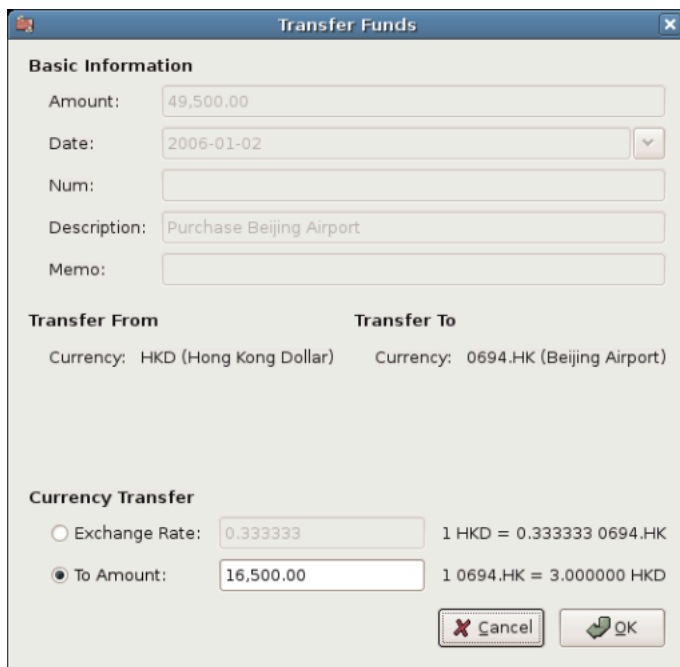 Transfer Funds
Basic Information
Amount: 49,500.00
Date: 2006-01-02
Num:
Description: Purchase Beijing Airport
Memo:
Transfer From Transfer To
Currency: HKD (Hong Kong Dollar) Currency: 0694.HK (Beijing Airport)
Currency Transfer
Exchange Rate: 0.333333 1 HKD = 0.333333 0694.HK
To Amount: 16,500.00 1 0694.HK = 3.000000 HKD
Cancel OK